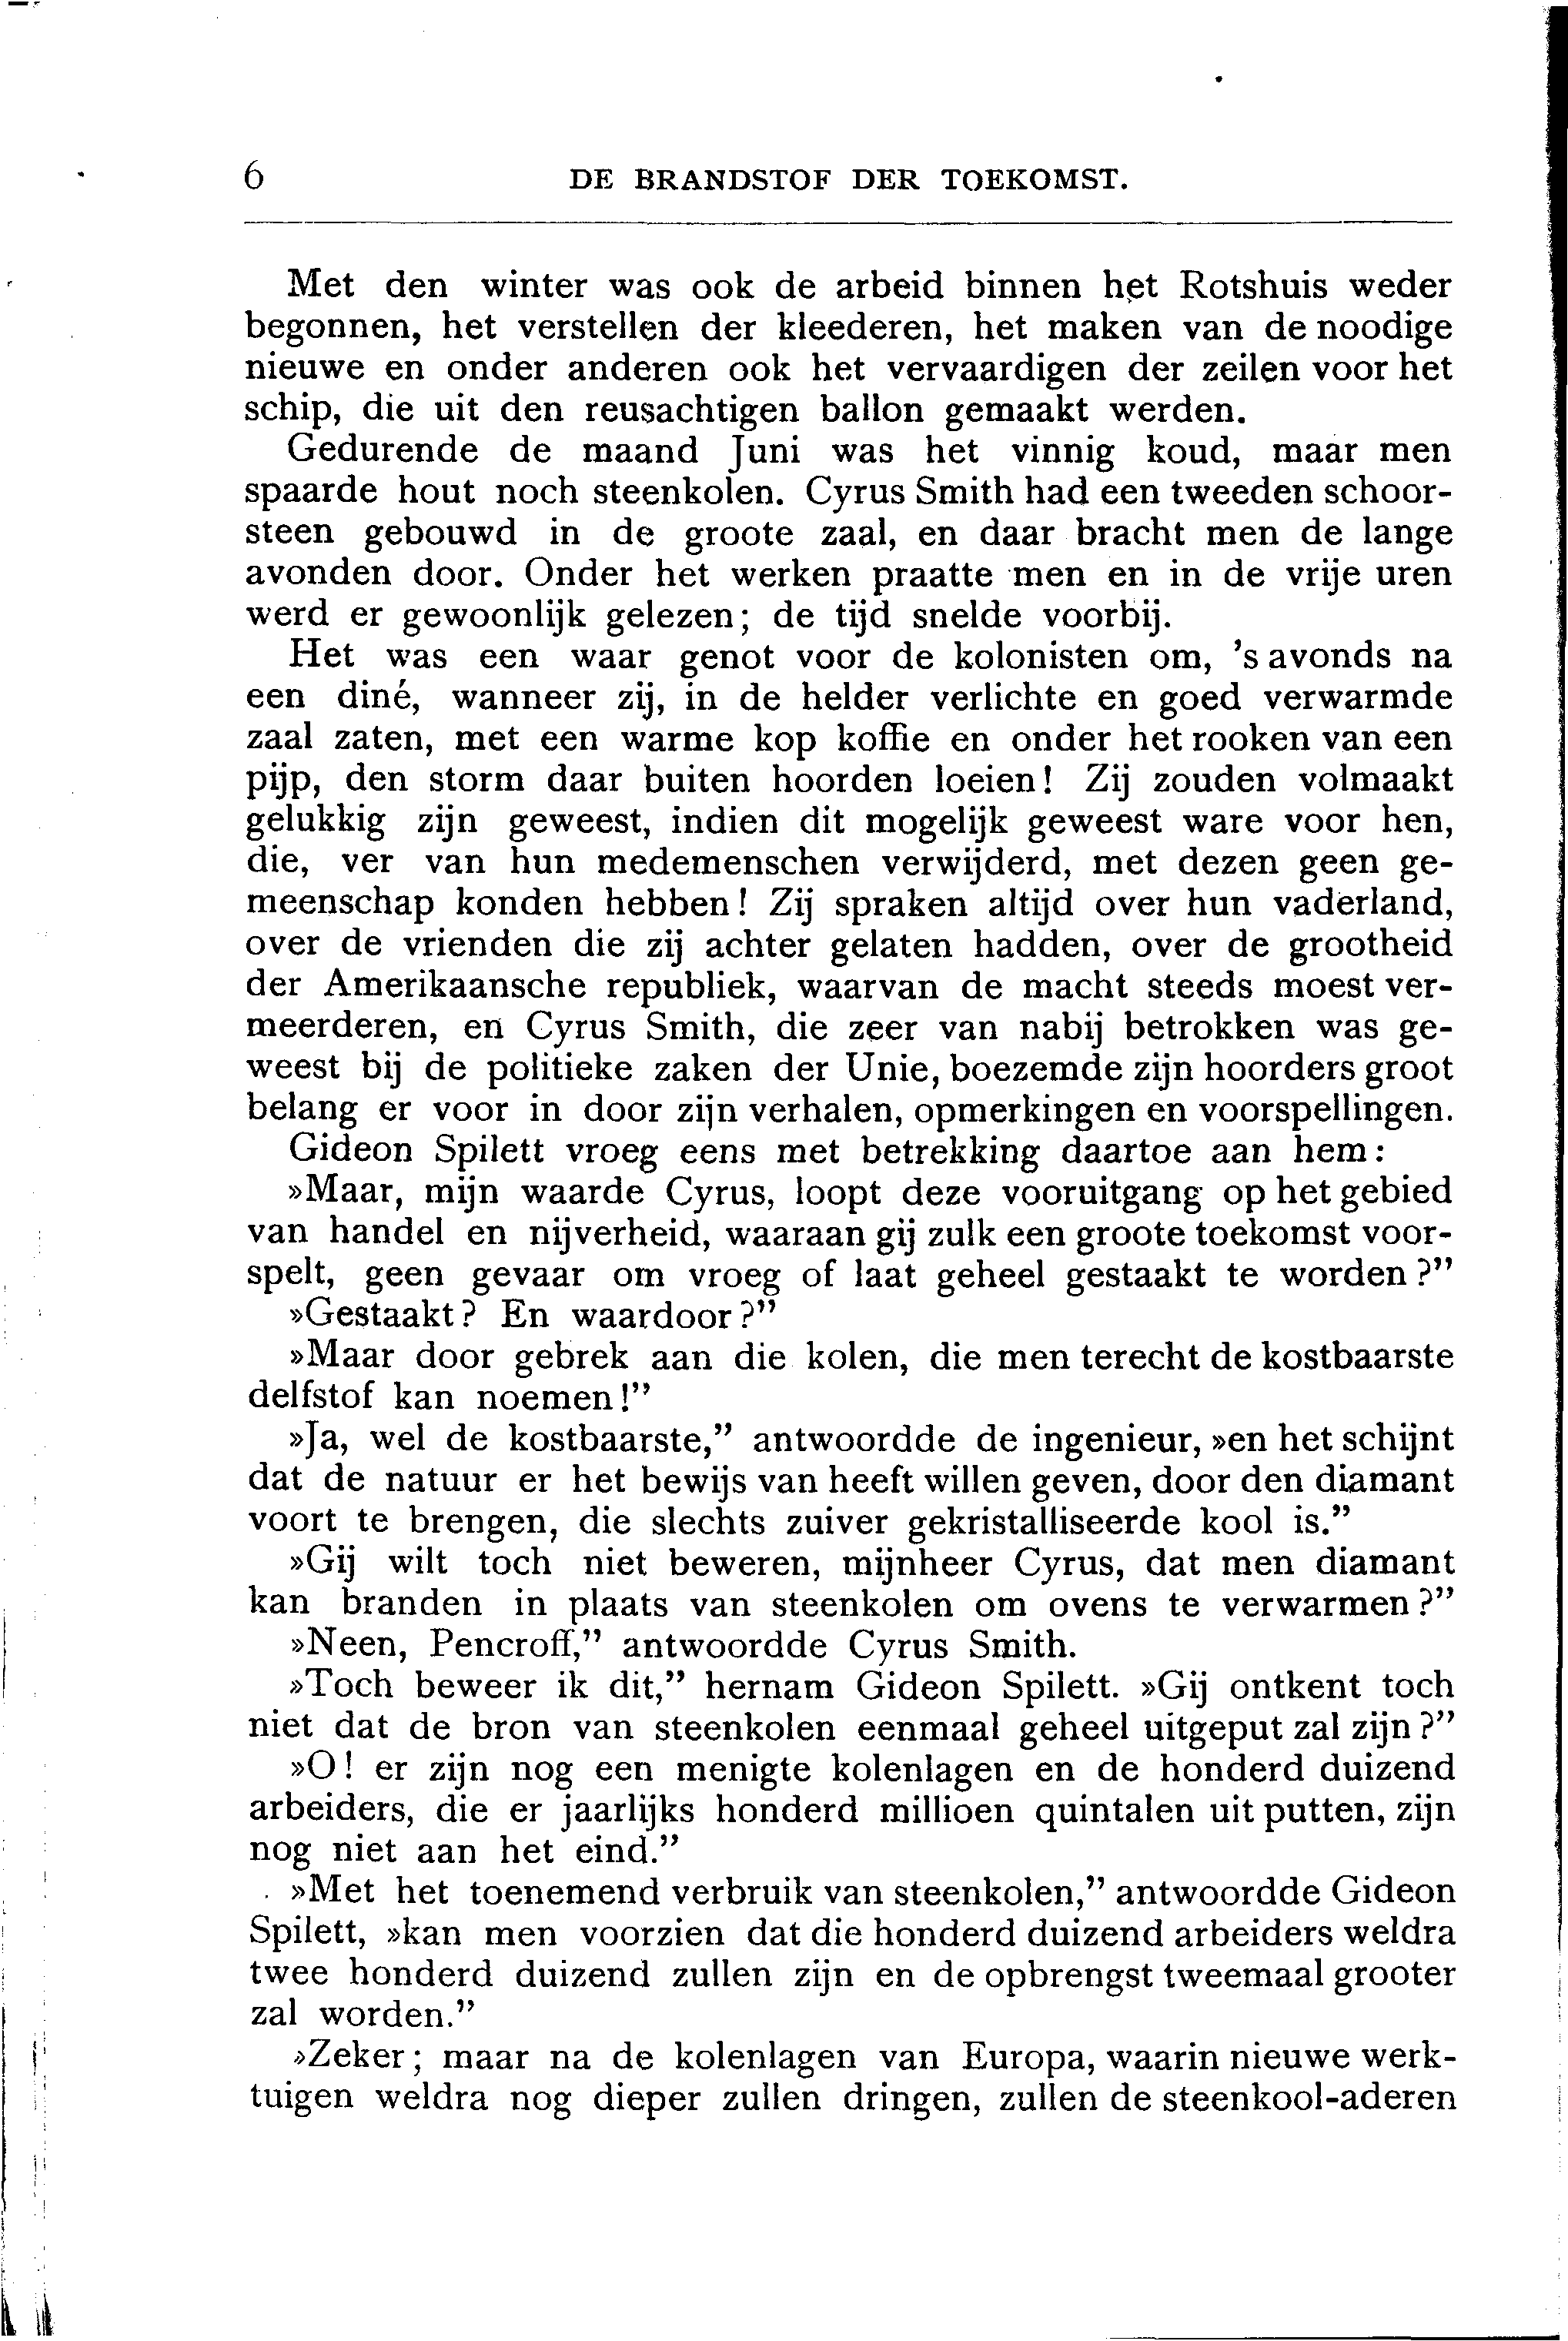 6 DE BRANDSTOF DER TOEKOMST.
Met den winter was ook de arbeid binnen het Rotshuis weder
begonnen, het verstellen der kleederen, het maken van de noodige
nieuwe en onder anderen ook het vervaardigen der zeilen voor het
schip, die uit den reusachtigen ballon gemaakt werden.
Gedurende de maand Juni was het vinnig koud, maar men
spaarde hout noch steenkolen. Cyrus Smith had een tweeden schoor-
steen gebouwd in de groote zaal, en daar bracht men de lange
avonden door. Onder het werken praatte men en in de vrije uren
werd er gewoonlijk gelezen; de tijd snelde voorbij.
Het was een waar genot voor de kolonisten om, 's avonds na
een diné, wanneer zij, in de helder verlichte en goed verwarmde
zaal zaten, met een warme kop koffie en onder het rooken van een
pijp, den storm daar buiten hoorden loeien! Zij zouden volmaakt
gelukkig zijn geweest, indien dit mogelijk geweest ware voor hen,
die, ver van hun medemenschen verwijderd, met dezen geen ge-
meenschap konden hebben! Zij spraken altijd over hun vaderland,
over de vrienden die zij achter gelaten hadden, over de grootheid
der Amerikaansche republiek, waarvan de macht steeds moest ver-
meerderen, en Cyrus Smith, die zeer van nabij betrokken was ge-
weest bij de politieke zaken der Unie, boezemde zijn hoorders groot
belang er voor in door zijn verhalen, opmerkingen en voorspellingen.
Gideon Spilett vroeg eens met betrekking daartoe aan hem:
»Maar, mijn waarde Cyrus, loopt deze vooruitgang op het gebied
van handel en nijverheid, waaraan gij zulk een groote toekomst voor-
spelt, geen gevaar om vroeg of laat geheel gestaakt te worden?”
»Gestaakt? En waardoor?”
»Maar door gebrek aan die kolen, die men terecht de kostbaarste
delfstof kan noemen!”
»Ja, wel de kostbaarste,” antwoordde de ingenieur, »en het schijnt
dat de natuur er het bewijs van heeft willen geven, door den diamant
voort te brengen, die slechts zuiver gekristalliseerde kool is.”
»Gij wilt toch niet beweren, mijnheer Cyrus, dat men diamant
kan branden in plaats van steenkolen om ovens te verwarmen?”
»Neen, Pencroff,” antwoordde Cyrus Smith.
»Toch beweer ik dit,” hernam Gideon Spilett. »Gij ontkent toch
niet dat de bron van steenkolen eenmaal geheel uitgeput zal zijn?”
»O! er zijn nog een menigte kolenlagen en de honderd duizend
arbeiders, die er jaarlijks honderd millioen quintalen uit putten, zijn
nog niet aan het eind.”
»Met het toenemend verbruik van steenkolen,” antwoordde Gideon
Spilett, »kan men voorzien dat die honderd duizend arbeiders weldra
twee honderd duizend zullen zijn en de opbrengst tweemaal grooter
zal worden.”
»Zeker; maar na de kolenlagen van Europa, waarin nieuwe werk-
tuigen weldra nog dieper zullen dringen, zullen de steenkool-aderen